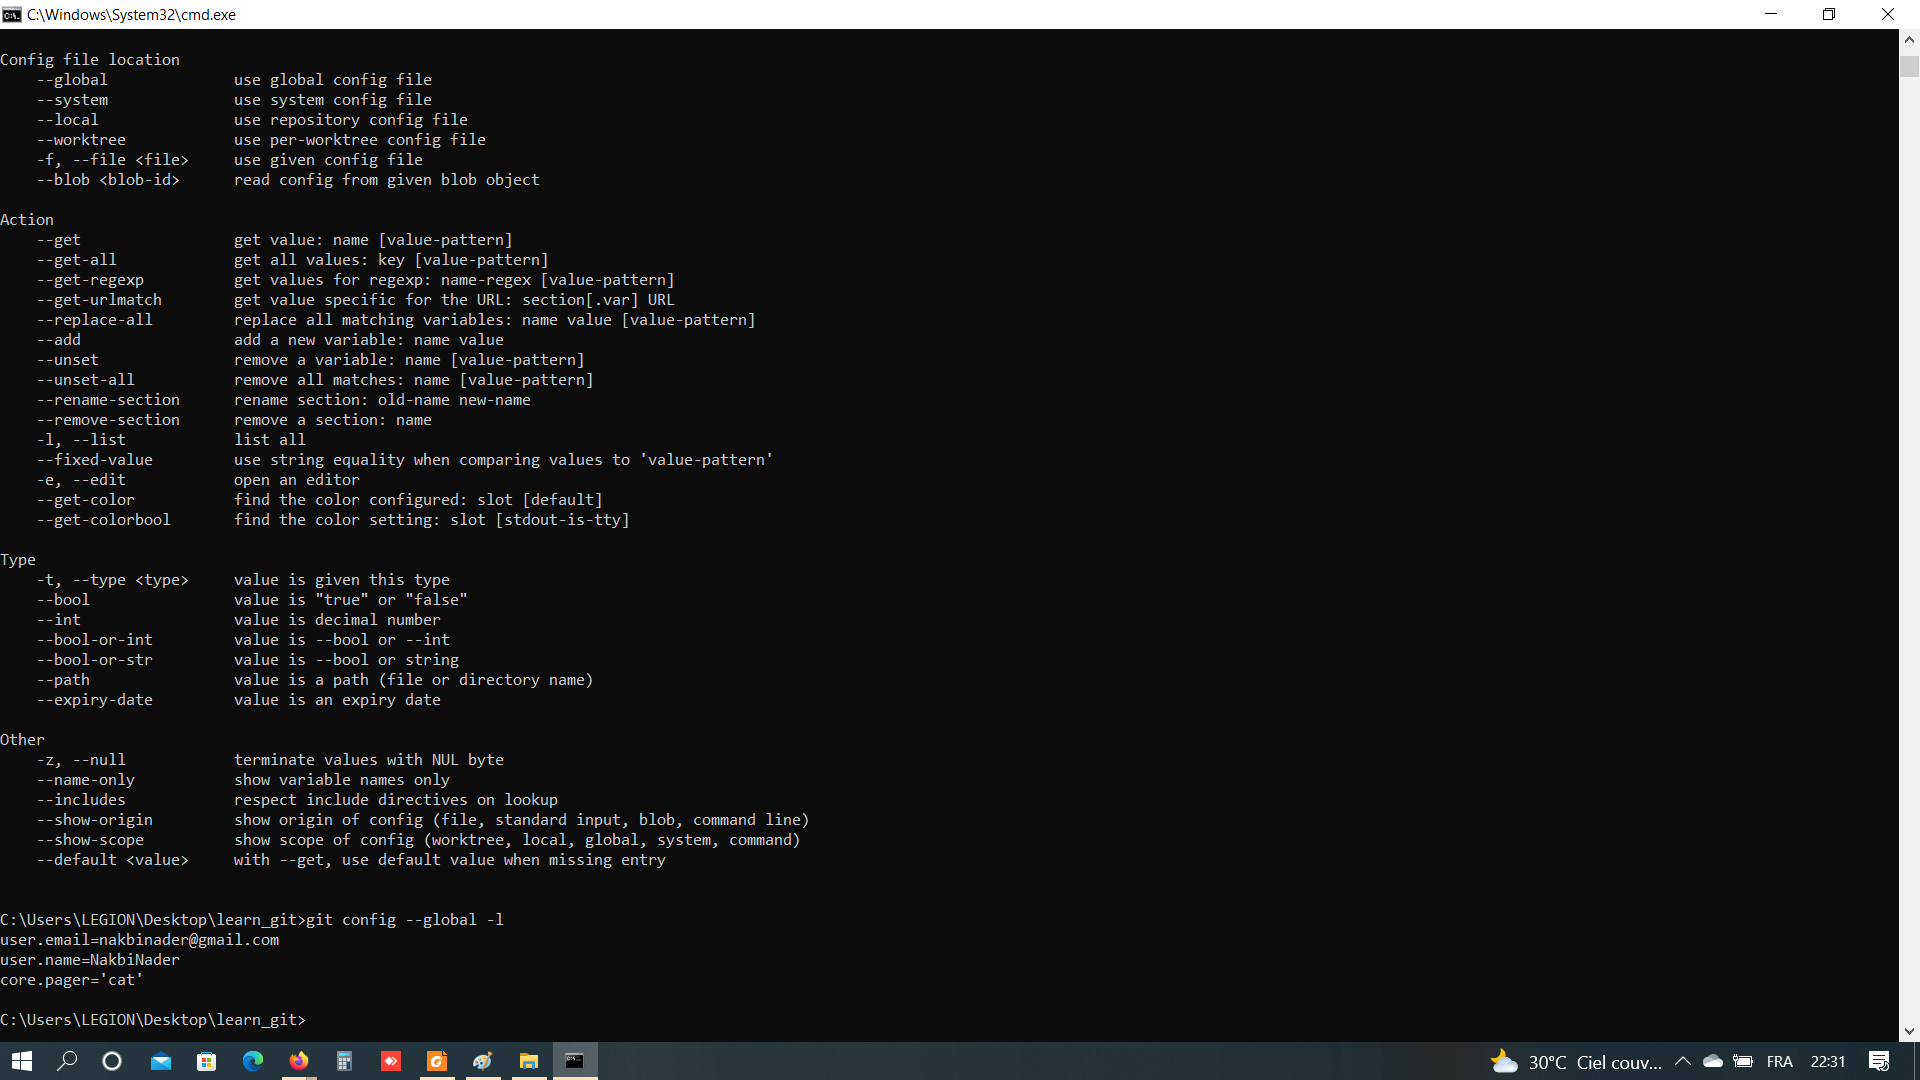 C:\Windows\System32\cmd.exe
Config file location
    --global              use global config file
    --system              use system config file
    --local               use repository config file
    --worktree            use per-worktree config file
    -f, --file <file>     use given config file
    --blob <blob-id>      read config from given blob object
Action
    --get                 get value: name [value-pattern]
    --get-all             get all values: key [value-pattern]
    --get-regexp          get values for regexp: name-regex [value-pattern]
    --get-urlmatch        get value specific for the URL: section[.var] URL
    --replace-all         replace all matching variables: name value [value-pattern]
    --add                 add a new variable: name value
    --unset               remove a variable: name [value-pattern]
    --unset-all           remove all matches: name [value-pattern]
    --rename-section      rename section: old-name new-name
    --remove-section      remove a section: name
    -l, --list            list all
    --fixed-value         use string equality when comparing values to 'value-pattern'
    -e, --edit            open an editor
    --get-color           find the color configured: slot [default]
    --get-colorbool       find the color setting: slot [stdout-is-tty]
Type
    -t, --type <type>     value is given this type
    --bool                value is "true" or "false"
    --int                 value is decimal number
    --bool-or-int         value is --bool or --int
    --bool-or-str         value is --bool or string
    --path                value is a path (file or directory name)
    --expiry-date         value is an expiry date
Other
    -z, --null            terminate values with NUL byte
    --name-only           show variable names only
    --includes            respect include directives on lookup
    --show-origin         show origin of config (file, standard input, blob, command line)
    --show-scope          show scope of config (worktree, local, global, system, command)
    --default <value>     with --get, use default value when missing entry
C:\Users\LEGION\Desktop\learn_git>git config --global -l
user.email=nakbinader@gmail.com
user.name=NakbiNader
core.pager='cat'
C:\Users\LEGION\Desktop\learn_git>
30°C Ciel couv... FRA 22:31